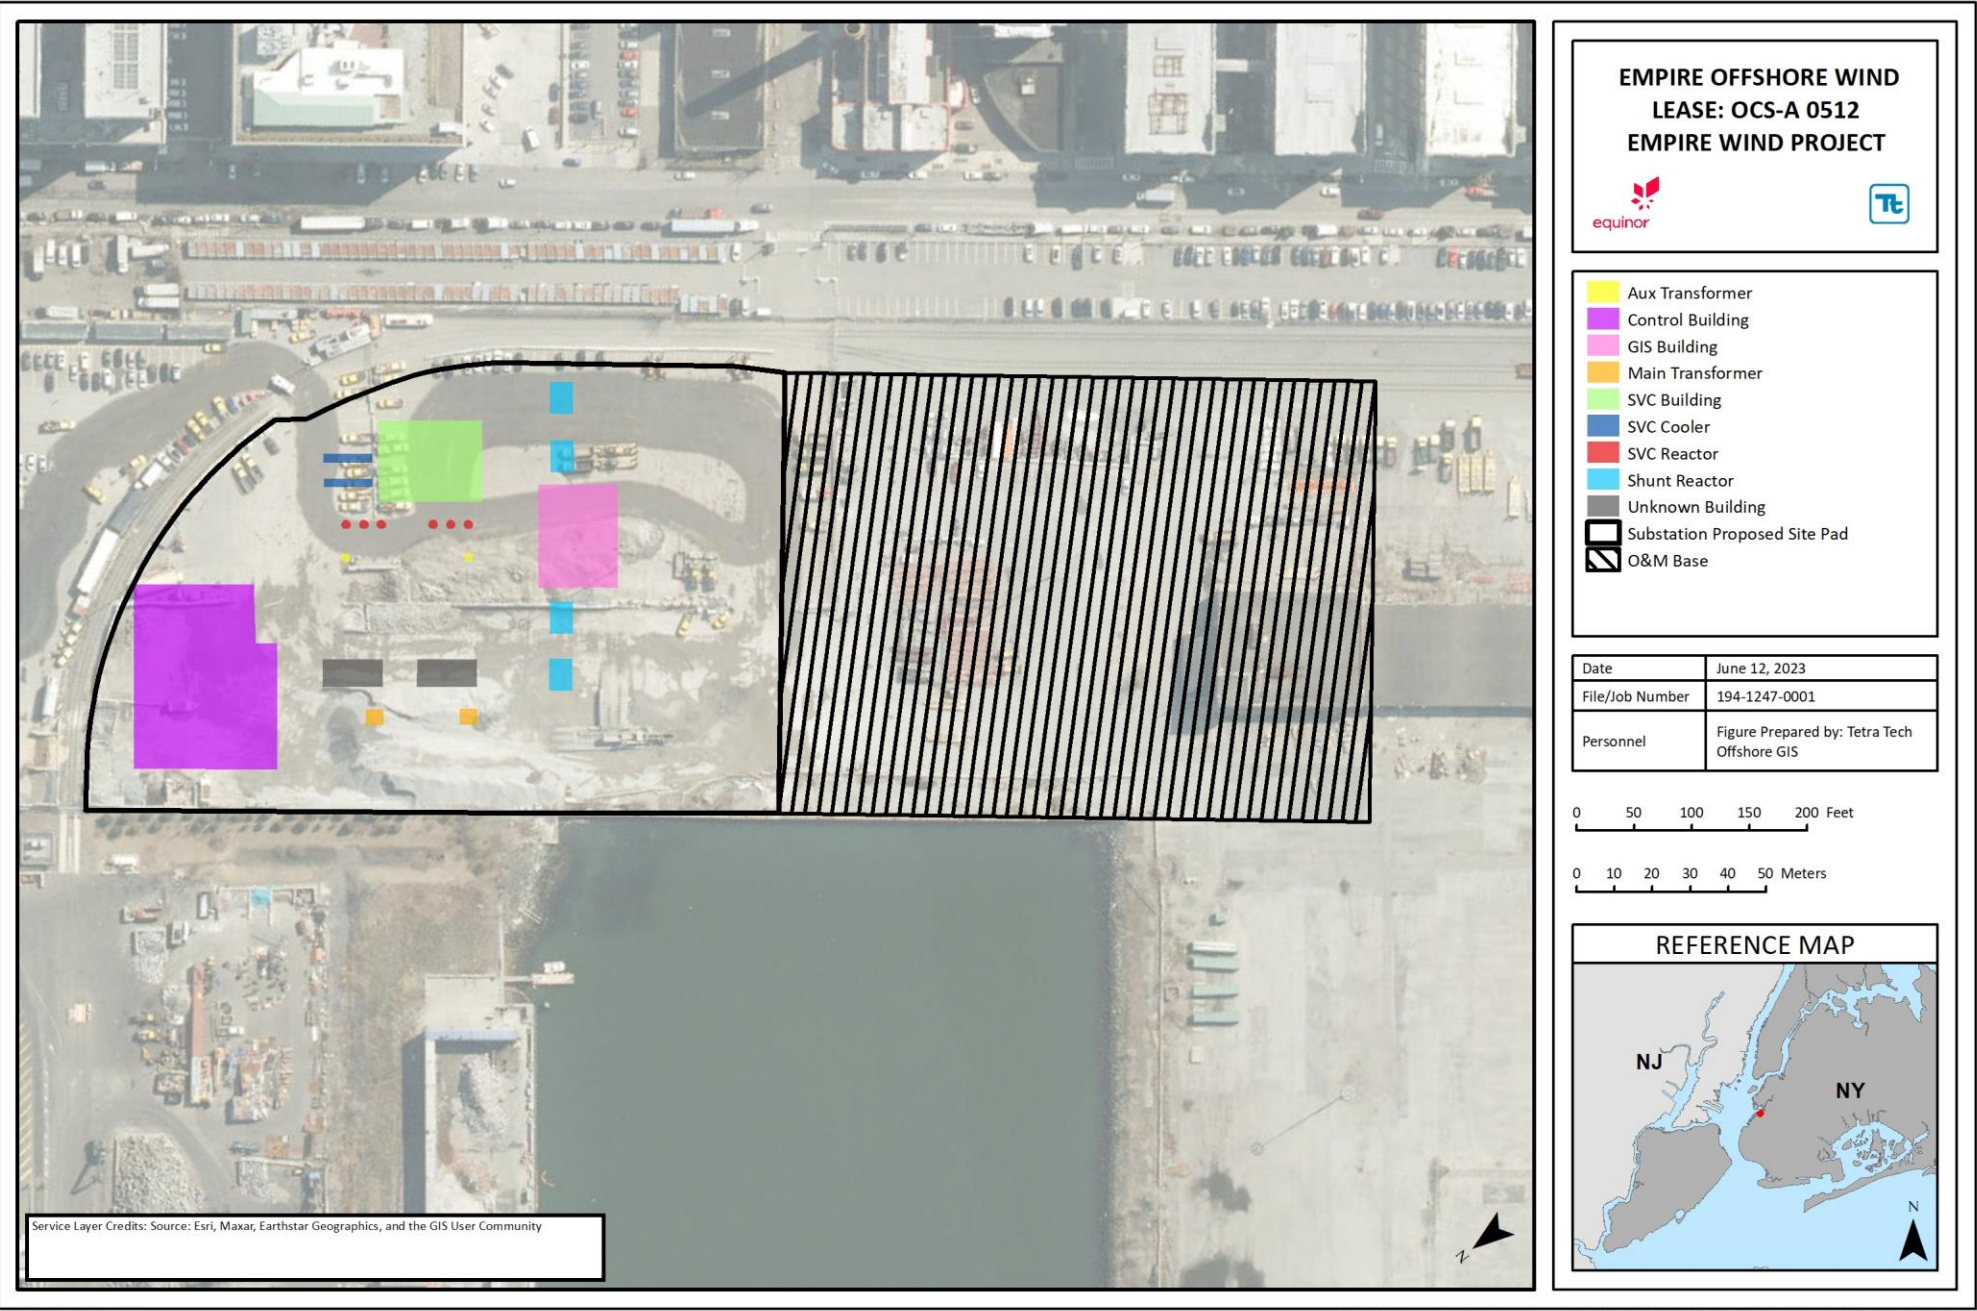 EMPIRE OFFSHORE WIND
LEASE: OCS-A 0512
EMPIRE WIND PROJECT
equinor
Tt
Aux Transformer
Control Building
GIS Building
Main Transformer
SVC Building
SVC Cooler
SVC Reactor
Shunt Reactor
Unknown Building
Substation Proposed Site Pad
O&M Base
Date June 12, 2023
File/Job Number 194-1247-0001
Personnel Figure Prepared by: Tetra Tech
Offshore GIS
0 50 100 150 200 Feet
0 10 20 30 40 50 Meters
REFERENCE MAP
NJ
NY
N
Service Layer Credits: Source: Esri, Maxar, Earthstar Geographics, and the GIS User Community
N